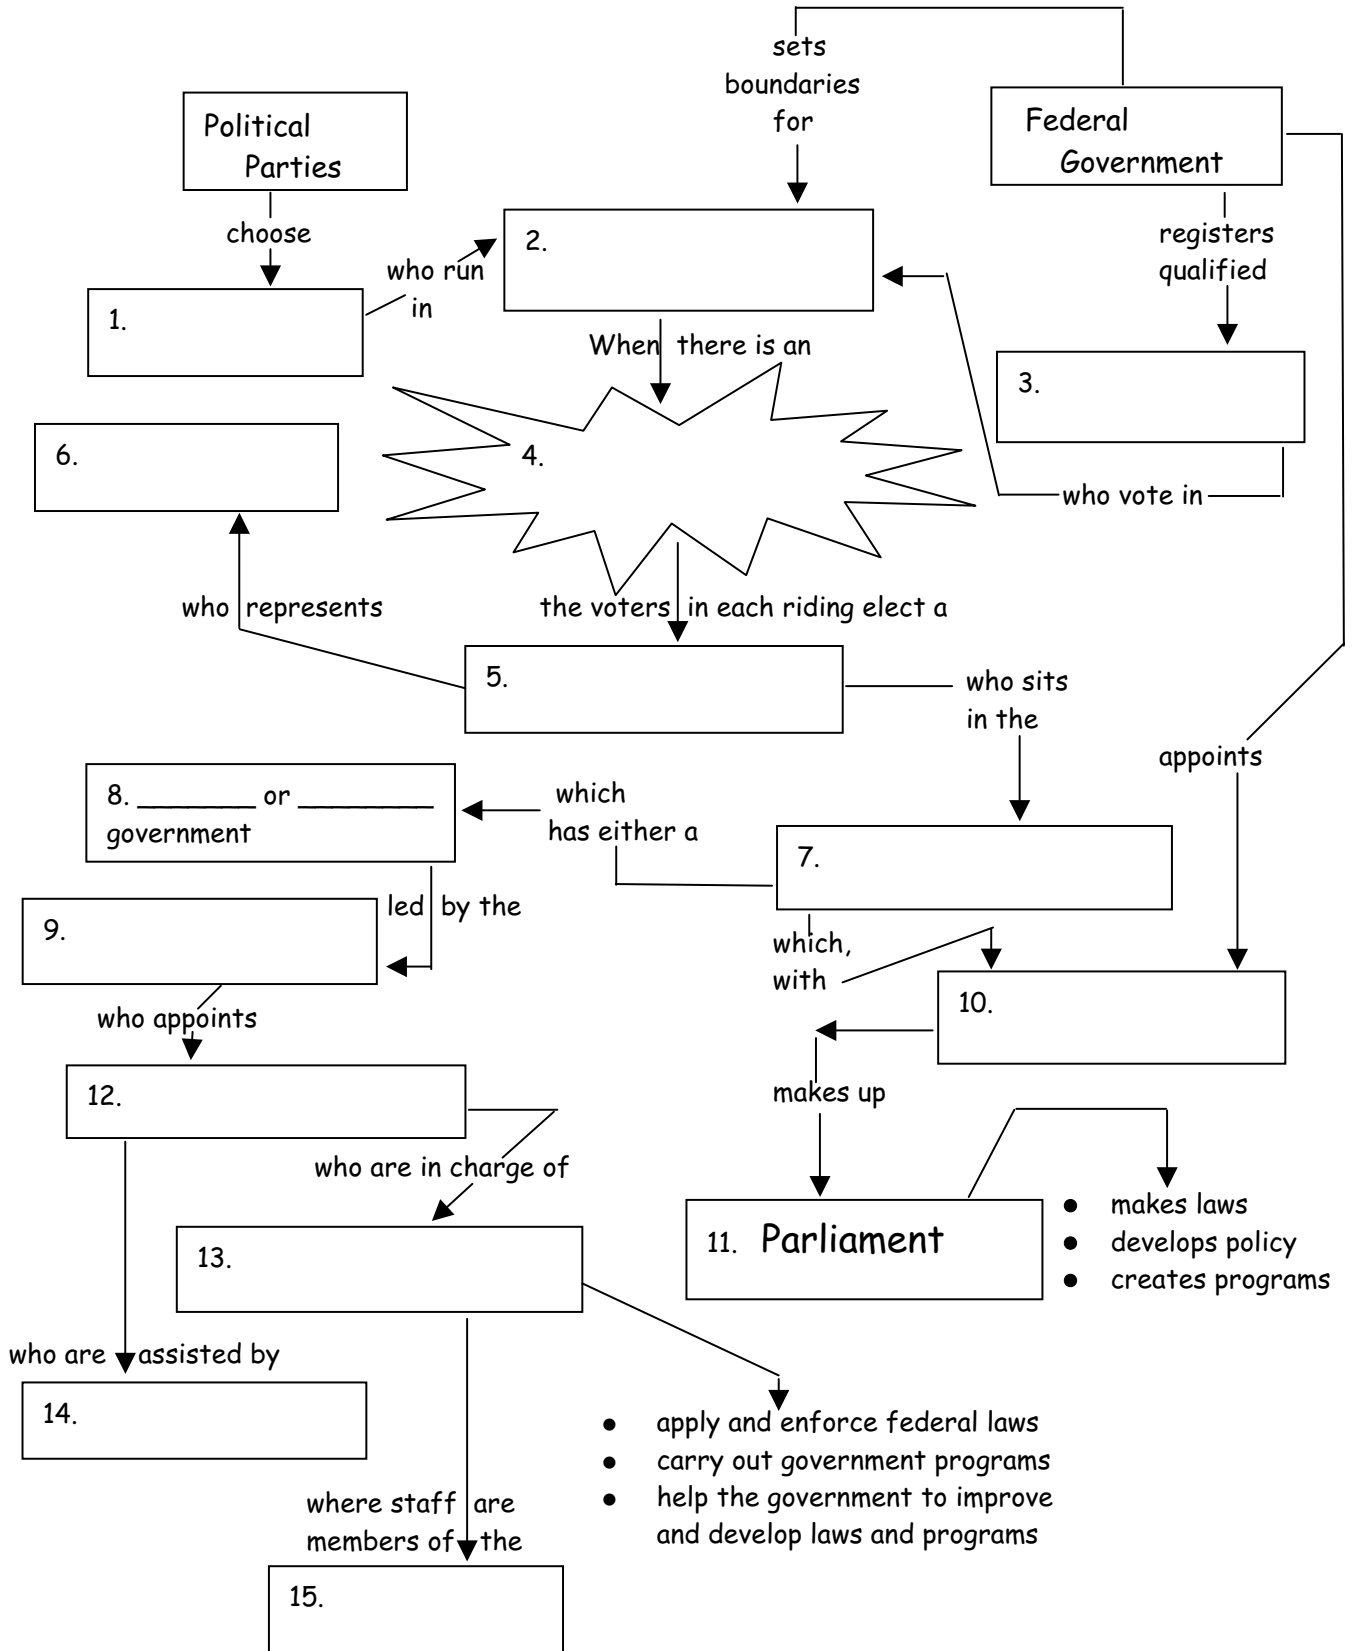 sets
boundaries
for
Political
Parties
Federal
Government
choose
registers
qualified
who run
in
2.
1.
When there is an
3.
6.
4.
who vote in
who represents
the voters in each riding elect a
5.
who sits
in the
appoints
8. ________ or _________
government
which
has either a
7.
led by the
9.
which,
with
10.
who appoints
12.
makes up
who are in charge of
11. Parliament
● makes laws
● develops policy
● creates programs
13.
who are assisted by
14.
● apply and enforce federal laws
● carry out government programs
● help the government to improve
and develop laws and programs
where staff are
members of the
15.